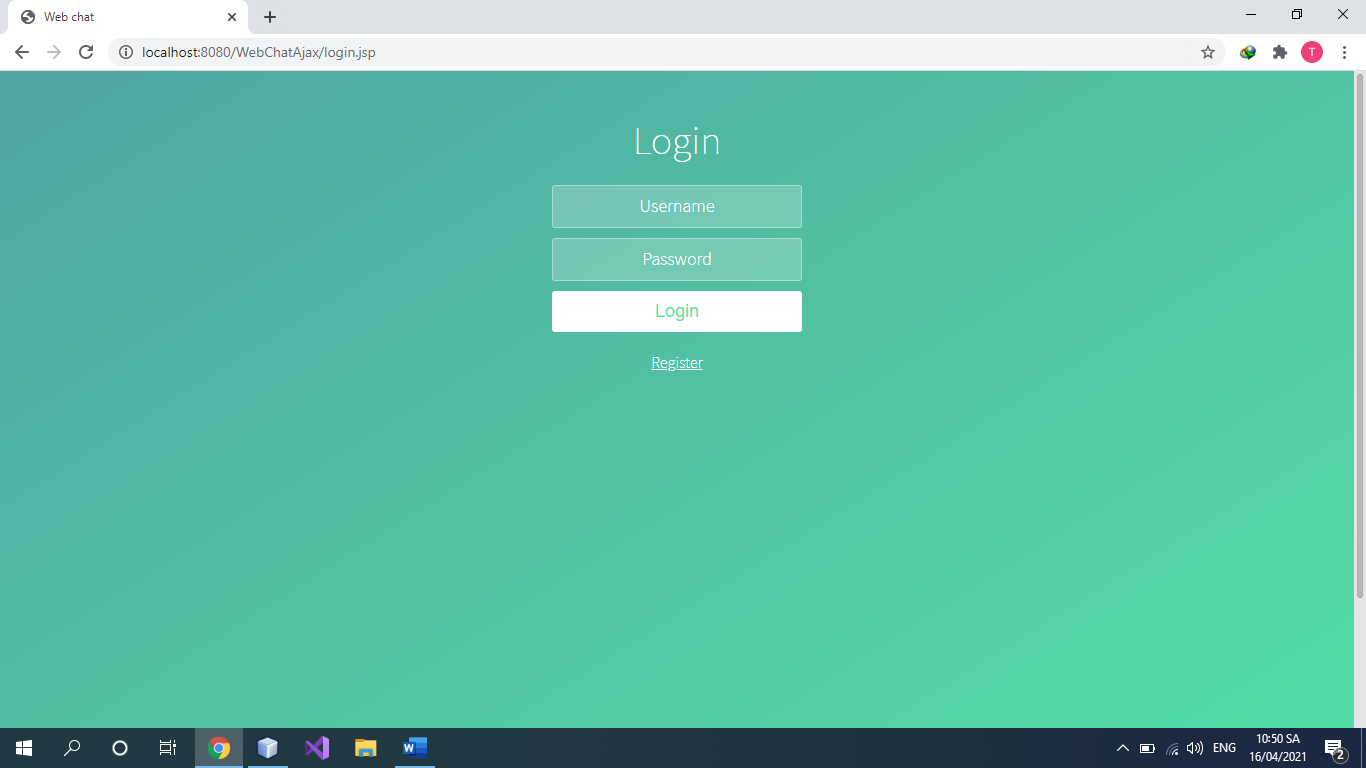 Web chat
localhost:8080/WebChatAjax/login.jsp
T
Login
Username
Password
Login
Register
W
ENG
10:50 SA
16/04/2021
2